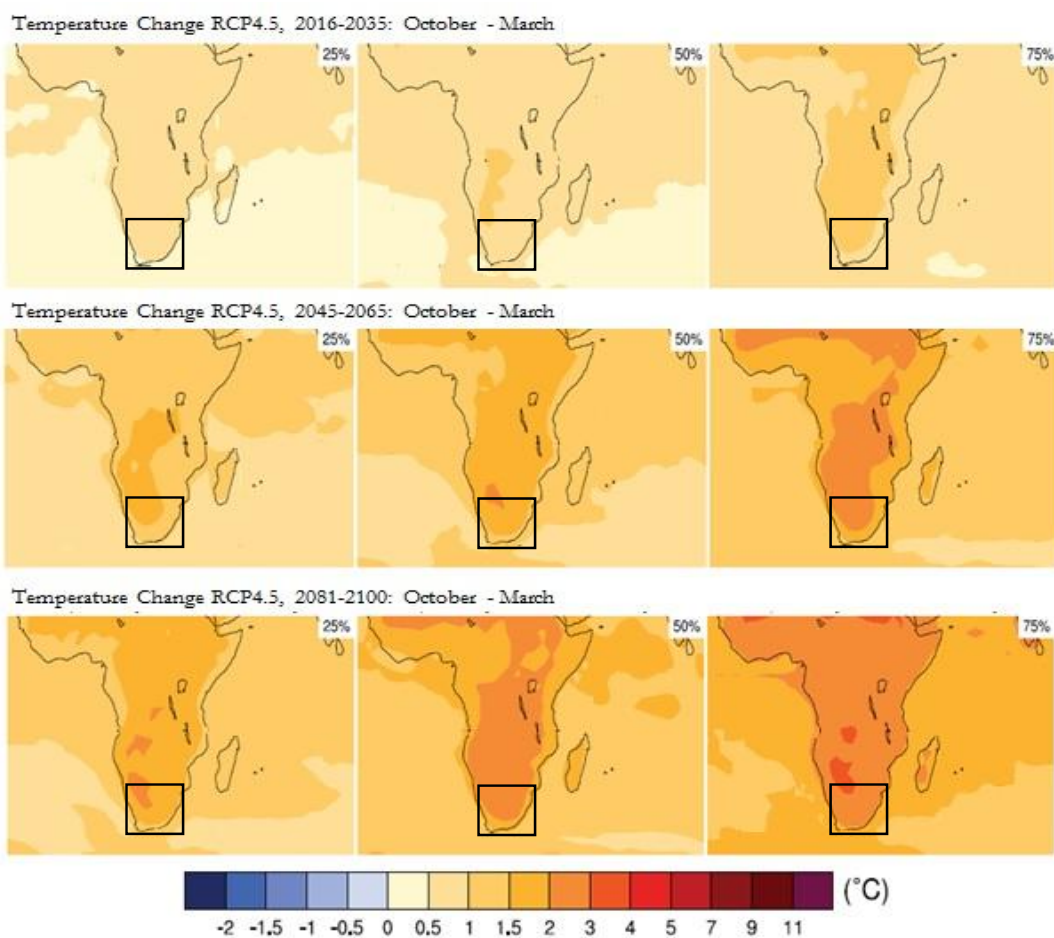 Temperature Change RCP4.5, 2016-2035: October - March
25% 50% 75%
Temperature Change RCP4.5, 2045-2065: October - March
25% 50% 75%
Temperature Change RCP4.5, 2081-2100: October - March
25% 50% 75%
(°C)
-2 -1.5 -1 -0.5 0 0.5 1 1.5 2 3 4 5 7 9 11